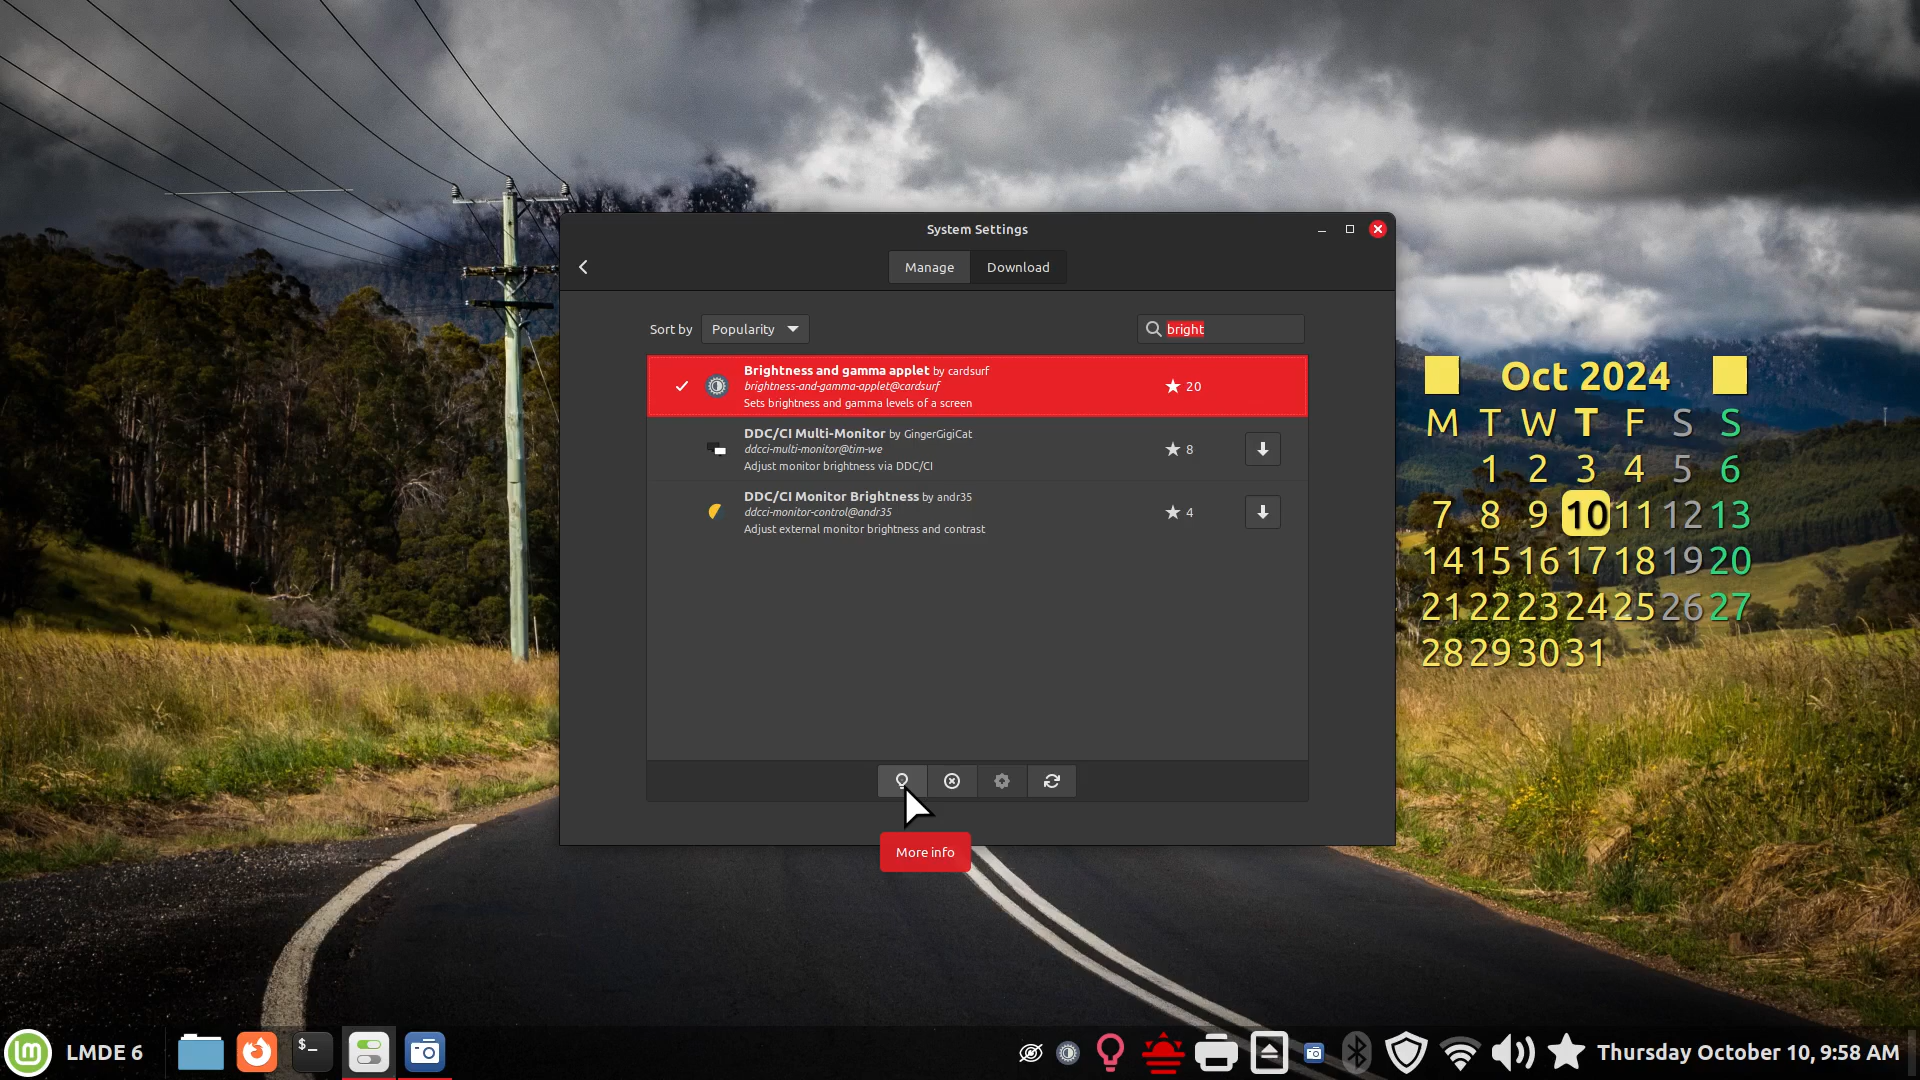 System Settings
Manage
Download
Sort by
Popularity
bright
Brightness and gamma applet by cardsurf
brightness-and-gamma-applet@cardsurf
Sets brightness and gamma levels of a screen
20
DDC/CI Multi-Monitor by GingerGigiCat
ddcci-multi-monitor@tim-we
Adjust monitor brightness via DDC/CI
8
DDC/CI Monitor Brightness by andr35
ddcci-monitor-control@andr35
Adjust external monitor brightness and contrast
4
More info
Oct 2024
M T W T F S S
1 2 3 4 5 6
7 8 9 10 11 12 13
14 15 16 17 18 19 20
21 22 23 24 25 26 27
28 29 30 31
LMDE 6
$_
Thursday October 10, 9:58 AM